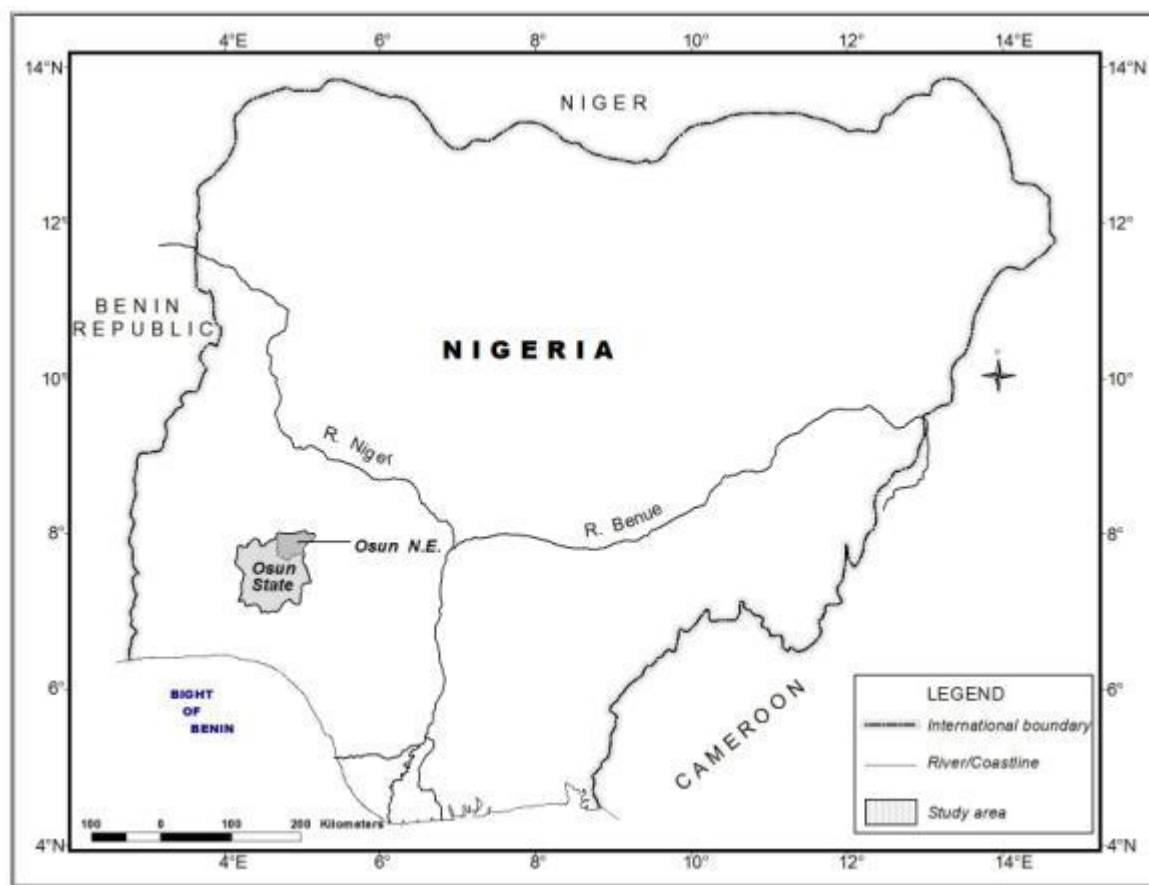 4°E 6° 8° 10° 12° 14°E
14°N 14°N
NIGER
12° 12°
BENIN
REPUBLIC
NIGERIA
10° 10°
R. Niger
R. Benue
8° 8°
Osun N.E.
Osun
State
6° 6°
BIGHT
OF
BENIN
CAMEROON
LEGEND
International boundary
River/Coastline
Study area
100 0 100 200 Kilometers
4°N 4°N
4°E 6° 8° 10° 12° 14°E